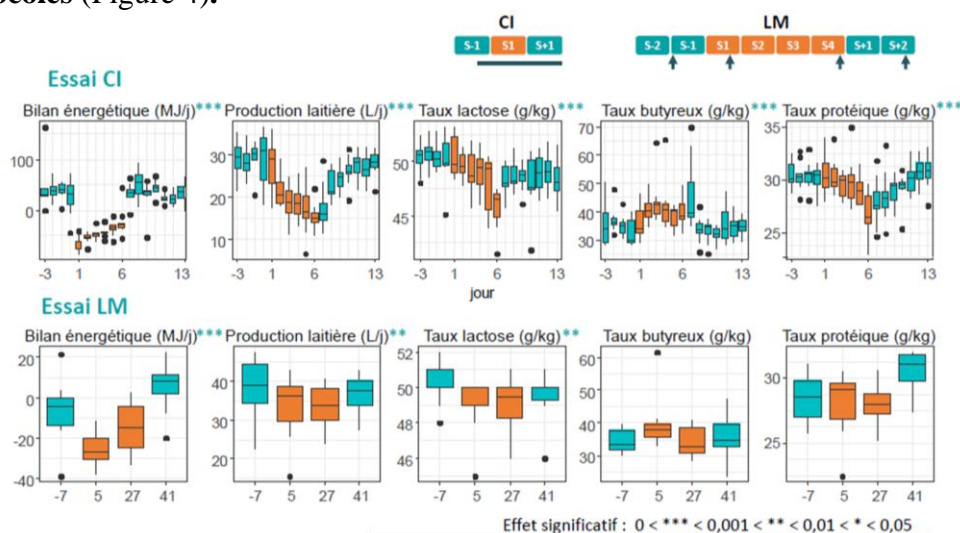 ocoles (Figure 4).
CI
LM
S-1 S1 S+1
S-2 S-1 S1 S2 S3 S4 S+1 S+2
Essai CI
Bilan énergétique (MJ/j)*** Production laitière (L/j)*** Taux lactose (g/kg)*** Taux butyreux (g/kg)*** Taux protéique (g/kg)***
100
0
30
20
10
50
45
70
60
50
40
30
35
30
25
-3 1 6 13 -3 1 6 13 -3 1 6 13 -3 1 6 13 -3 1 6 13
jour
Essai LM
Bilan énergétique (MJ/j)*** Production laitière (L/j)** Taux lactose (g/kg)** Taux butyreux (g/kg) Taux protéique (g/kg)
20
0
-20
-40
40
30
20
52
50
48
46
60
50
40
30
30
25
-7 5 27 41 -7 5 27 41 -7 5 27 41 -7 5 27 41 -7 5 27 41
Effet significatif : 0 < *** < 0,001 < ** < 0,01 < * < 0,05